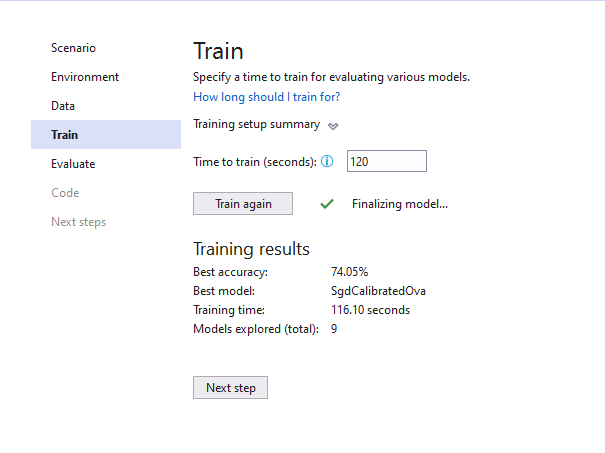 Scenario
Environment
Data
Train
Evaluate
Code
Next steps
Train
Specify a time to train for evaluating various models.
How long should I train for?
Training setup summary
Time to train (seconds): 120
Train again Finalizing model...
Training results
Best accuracy: 74.05%
Best model: SgdCalibratedOva
Training time: 116.10 seconds
Models explored (total): 9
Next step